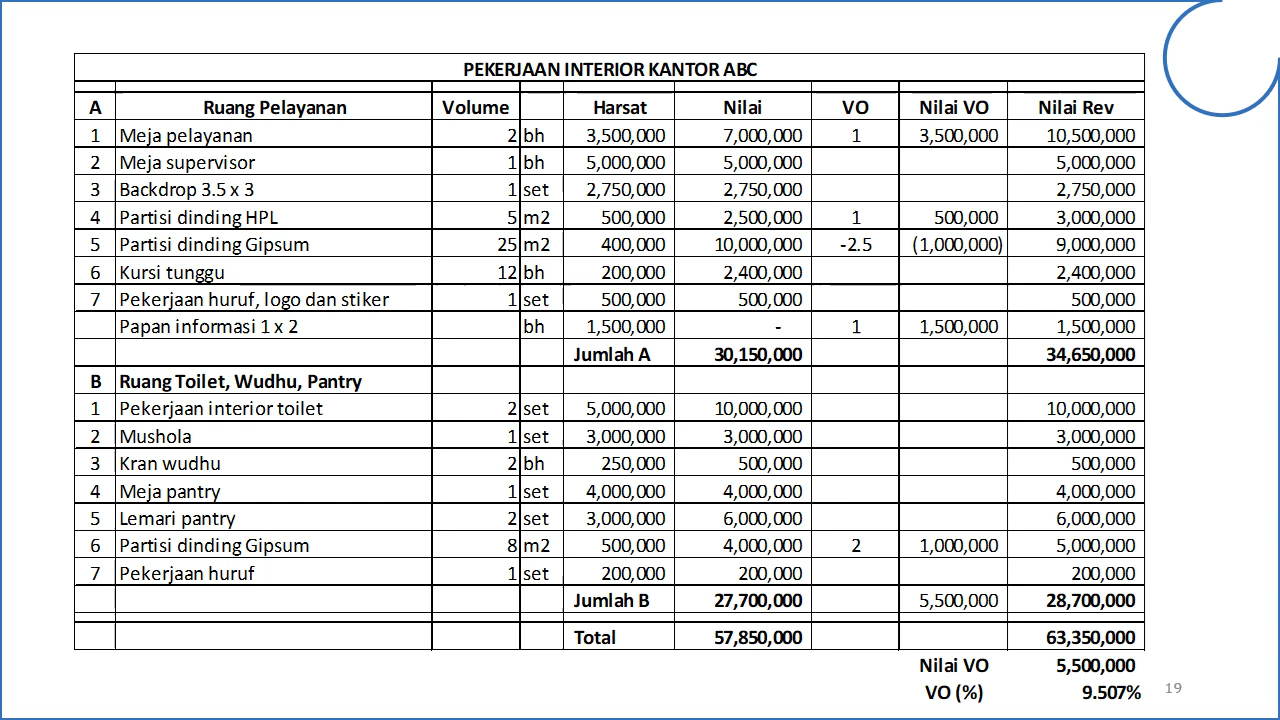 PEKERJAAN INTERIOR KANTOR ABC
A Ruang Pelayanan Volume Harsat Nilai VO Nilai VO Nilai Rev
1 Meja pelayanan 2 bh 3,500,000 7,000,000 1 3,500,000 10,500,000
2 Meja supervisor 1 bh 5,000,000 5,000,000 5,000,000
3 Backdrop 3.5 x 3 1 set 2,750,000 2,750,000 2,750,000
4 Partisi dinding HPL 5 m2 500,000 2,500,000 1 500,000 3,000,000
5 Partisi dinding Gipsum 25 m2 400,000 10,000,000 -2.5 (1,000,000) 9,000,000
6 Kursi tunggu 12 bh 200,000 2,400,000 2,400,000
7 Pekerjaan huruf, logo dan stiker 1 set 500,000 500,000 500,000
Papan informasi 1 x 2 bh 1,500,000 - 1 1,500,000 1,500,000
Jumlah A 30,150,000 34,650,000
B Ruang Toilet, Wudhu, Pantry
1 Pekerjaan interior toilet 2 set 5,000,000 10,000,000 10,000,000
2 Mushola 1 set 3,000,000 3,000,000 3,000,000
3 Kran wudhu 2 bh 250,000 500,000 500,000
4 Meja pantry 1 set 4,000,000 4,000,000 4,000,000
5 Lemari pantry 2 set 3,000,000 6,000,000 6,000,000
6 Partisi dinding Gipsum 8 m2 500,000 4,000,000 2 1,000,000 5,000,000
7 Pekerjaan huruf 1 set 200,000 200,000 200,000
Jumlah B 27,700,000 5,500,000 28,700,000
Total 57,850,000 63,350,000
Nilai VO 5,500,000
VO (%) 9.507%
19